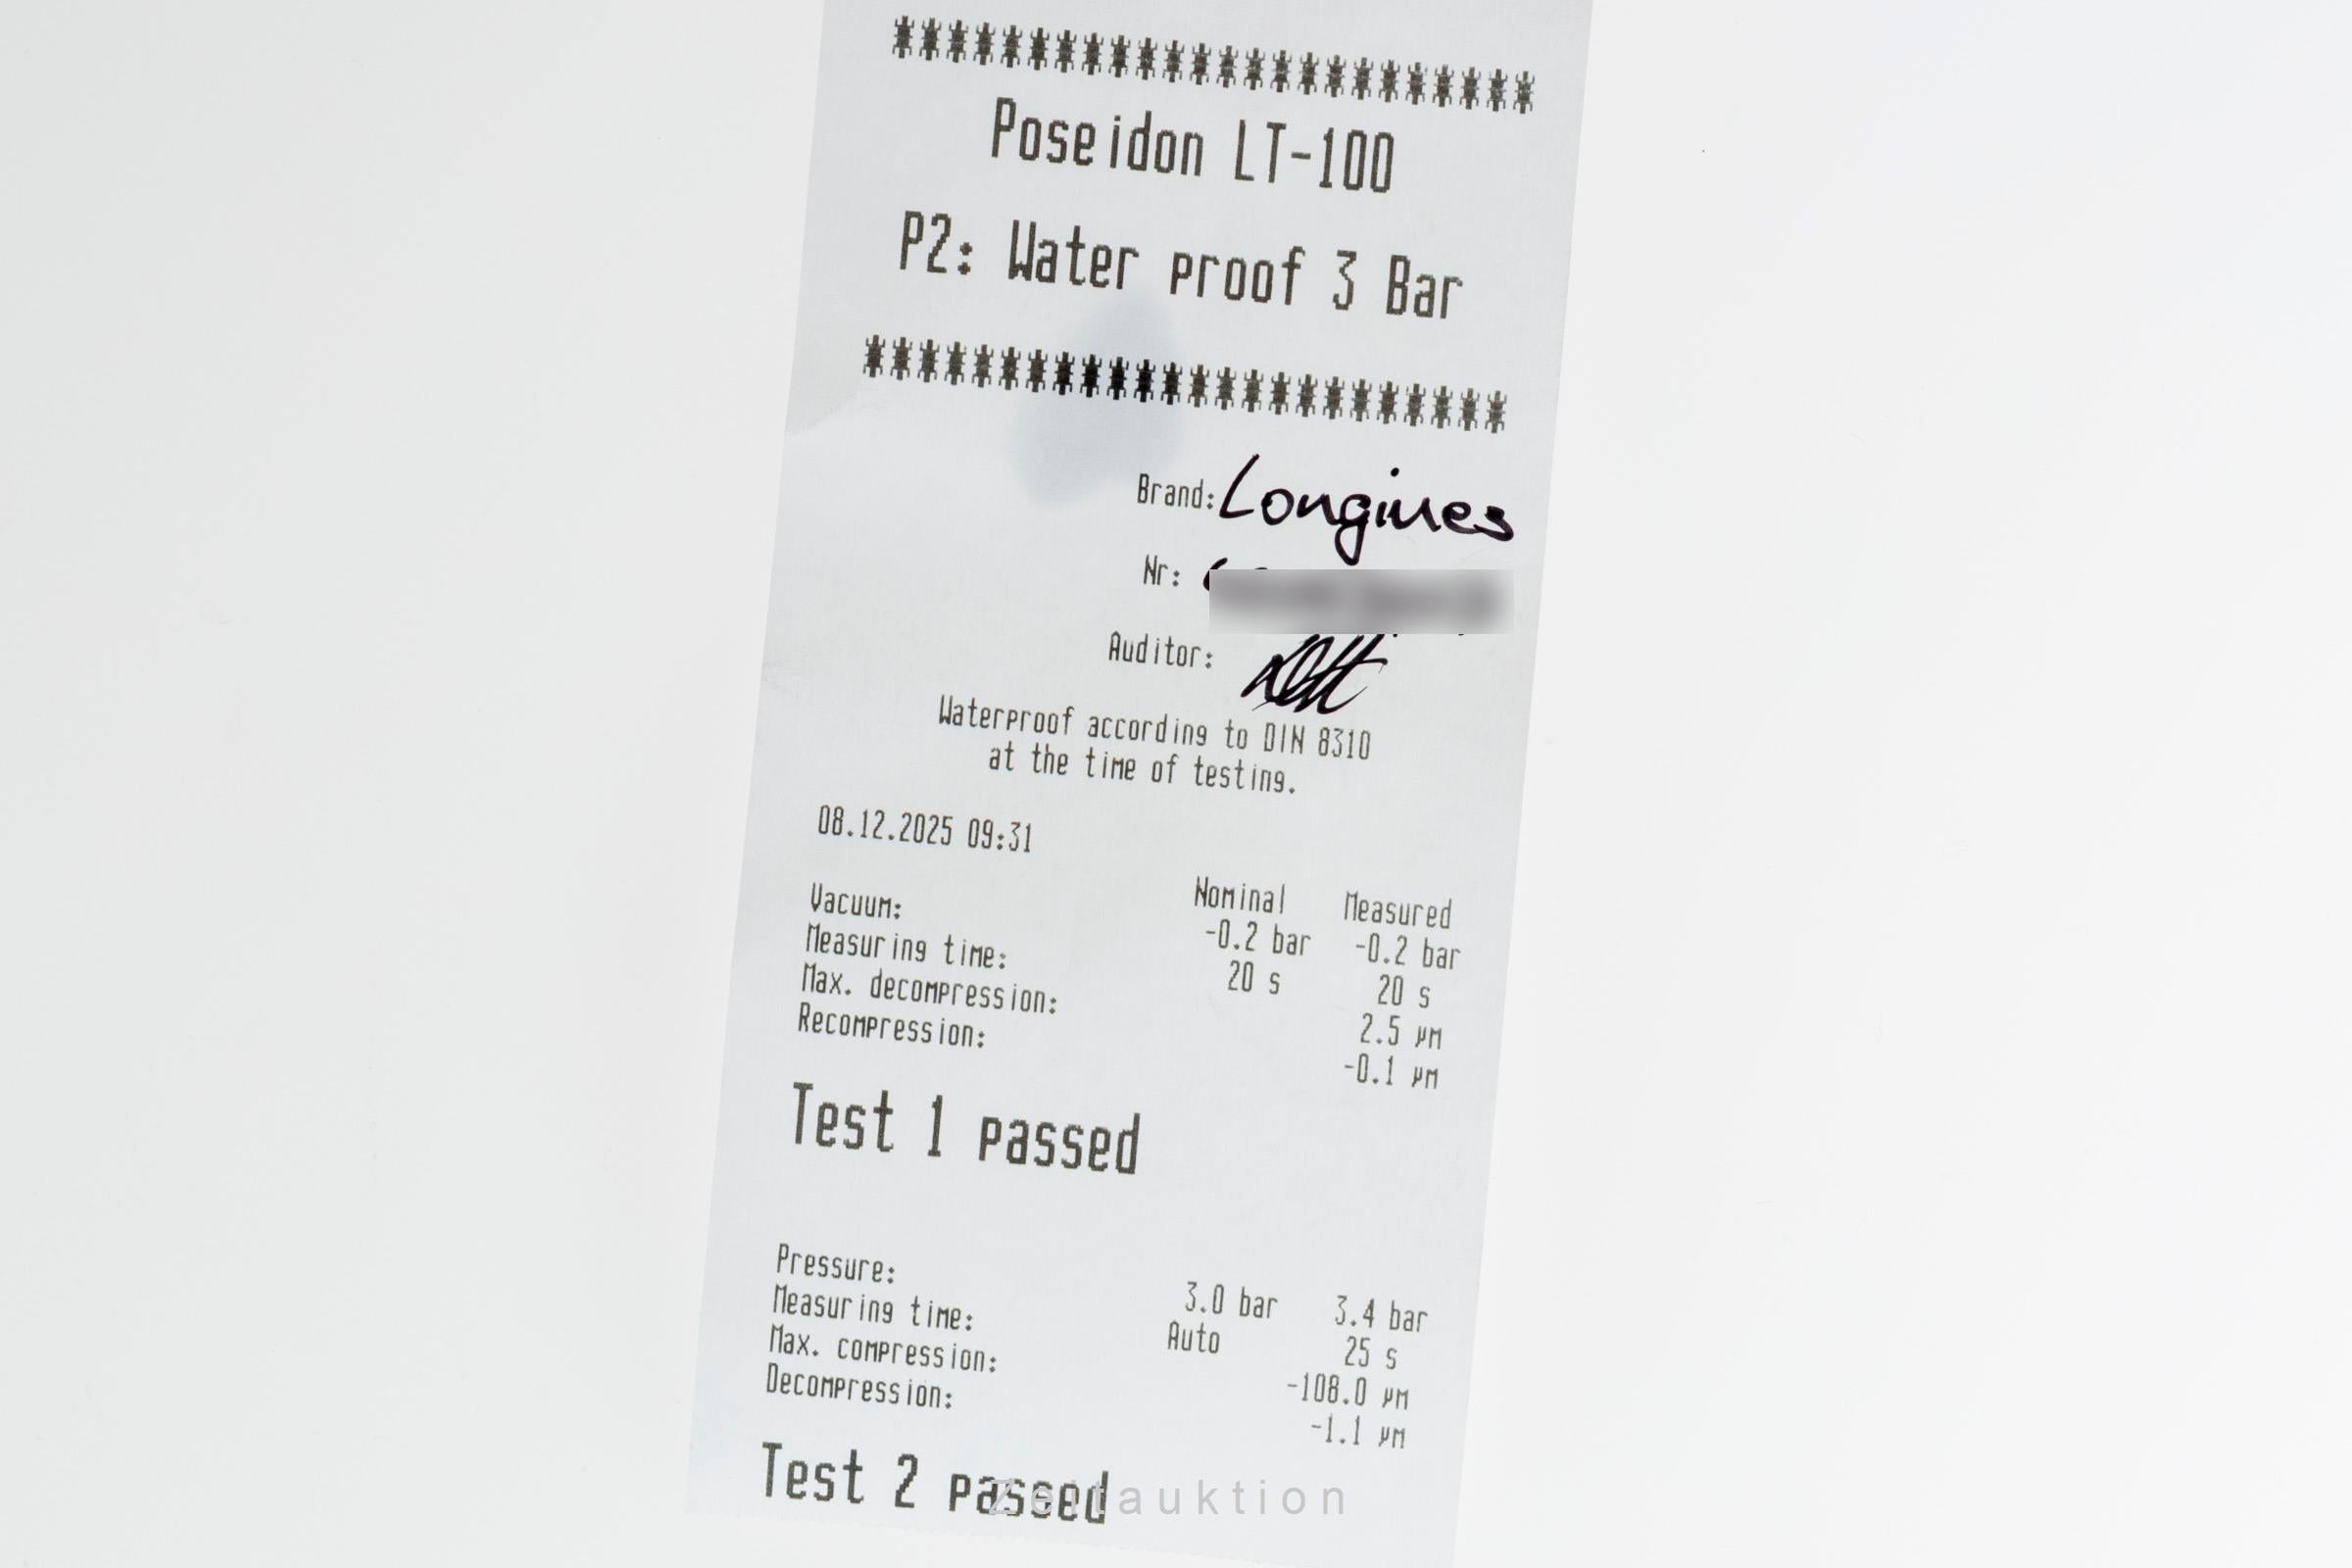 ************************
Poseidon LT-100
P2: Water proof 3 Bar
************************
Brand: Longines
Nr:
Auditor:
Waterproof according to DIN 8310
at the time of testing.
08.12.2025 09:31
Nominal Measured
Vacuum: -0.2 bar -0.2 bar
Measuring time: 20 s 20 s
Max. decompression: 2.5 µm
Recompression: -0.1 µm
Test 1 passed
Pressure: 3.0 bar 3.4 bar
Measuring time: Auto 25 s
Max. compression: -108.0 µm
Decompression: -1.1 µm
Test 2 passed
Zeitauktion